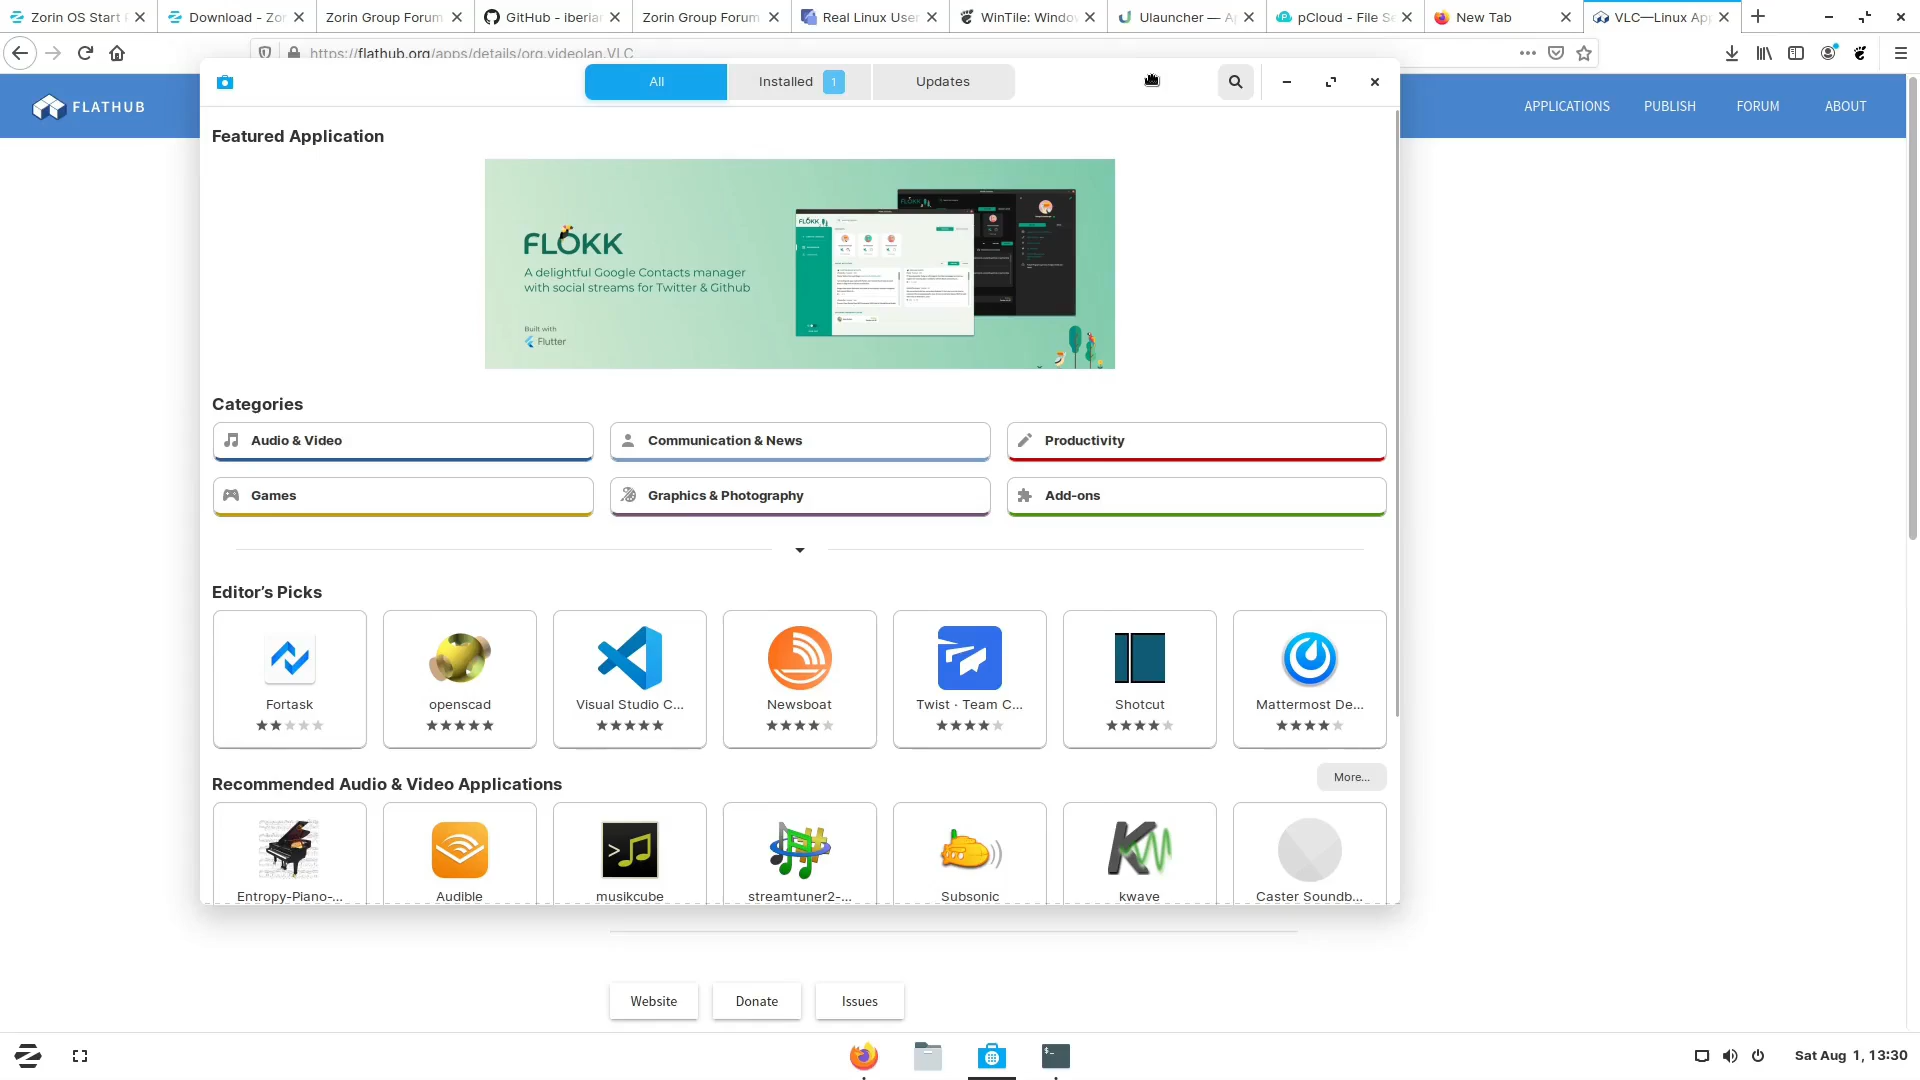 Zorin OS Start
Download - Zor
Zorin Group Forum
GitHub - iberian
Zorin Group Forum
Real Linux User
WinTile: Windo
Ulauncher — A
pCloud - File Se
New Tab
VLC—Linux App
https://flathub.org/apps/details/org.videolan.VLC
FLATHUB
APPLICATIONS
PUBLISH
FORUM
ABOUT
All
Installed 1
Updates
Featured Application
FLOKK
A delightful Google Contacts manager
with social streams for Twitter & Github
Built with
Flutter
Categories
Audio & Video
Communication & News
Productivity
Games
Graphics & Photography
Add-ons
Editor’s Picks
Fortask
openscad
Visual Studio C...
Newsboat
Twist · Team C...
Shotcut
Mattermost De...
Recommended Audio & Video Applications
More...
Entropy-Piano-...
Audible
musikcube
streamtuner2-...
Subsonic
kwave
Caster Soundb...
Website
Donate
Issues
Sat Aug 1, 13:30